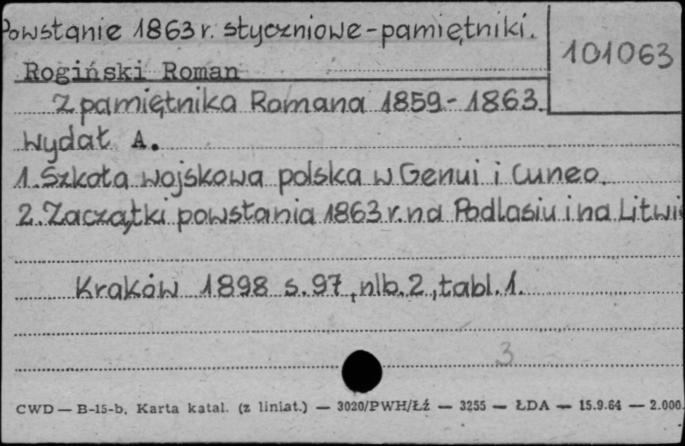 Powstanie 1863 r. styczniowe - pamiętniki.
101063
Rogiński Roman
Z pamiętnika Romana 1859 - 1863.
Wydał A.
1. Szkoła wojskowa polska w Genui i Cuneo.
2. Zaczątki powstania 1863 r. na Podlasiu i na Litwi
Kraków 1898 s. 97, nlb. 2, tabl. 1.
3
CWD — B-15-b. Karta katal. (z liniat.) — 3020/PWH/Łź — 3255 — ŁDA — 15.9.64 — 2.000.